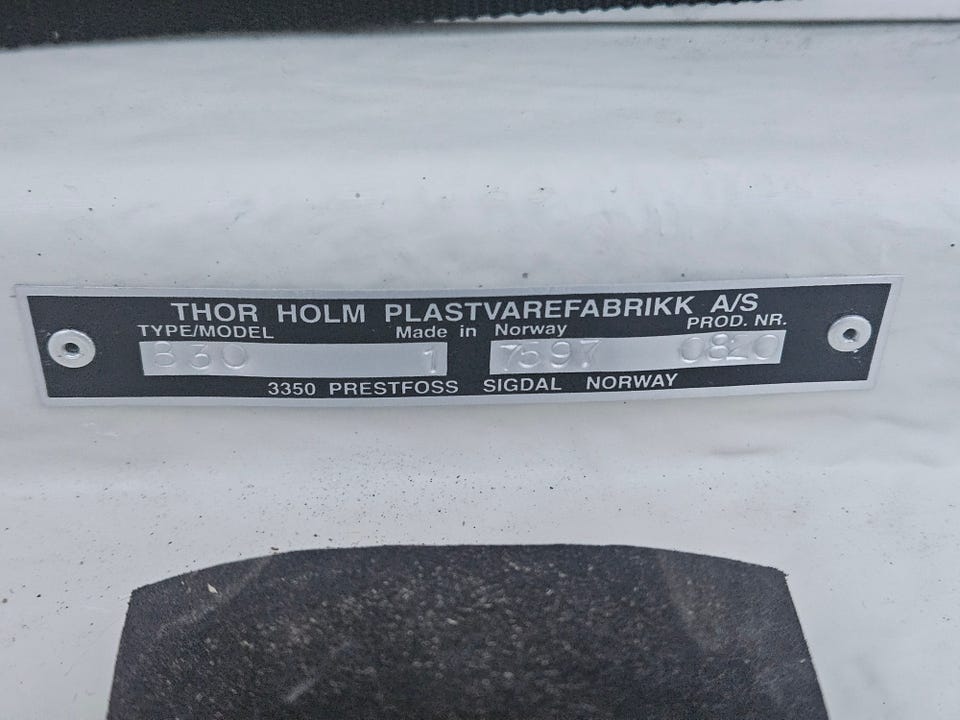 THOR HOLM PLASTVAREFABRIKK A/S
TYPE/MODEL Made in Norway PROD. NR.
830 1 7597 0820
3350 PRESTFOSS SIGDAL NORWAY